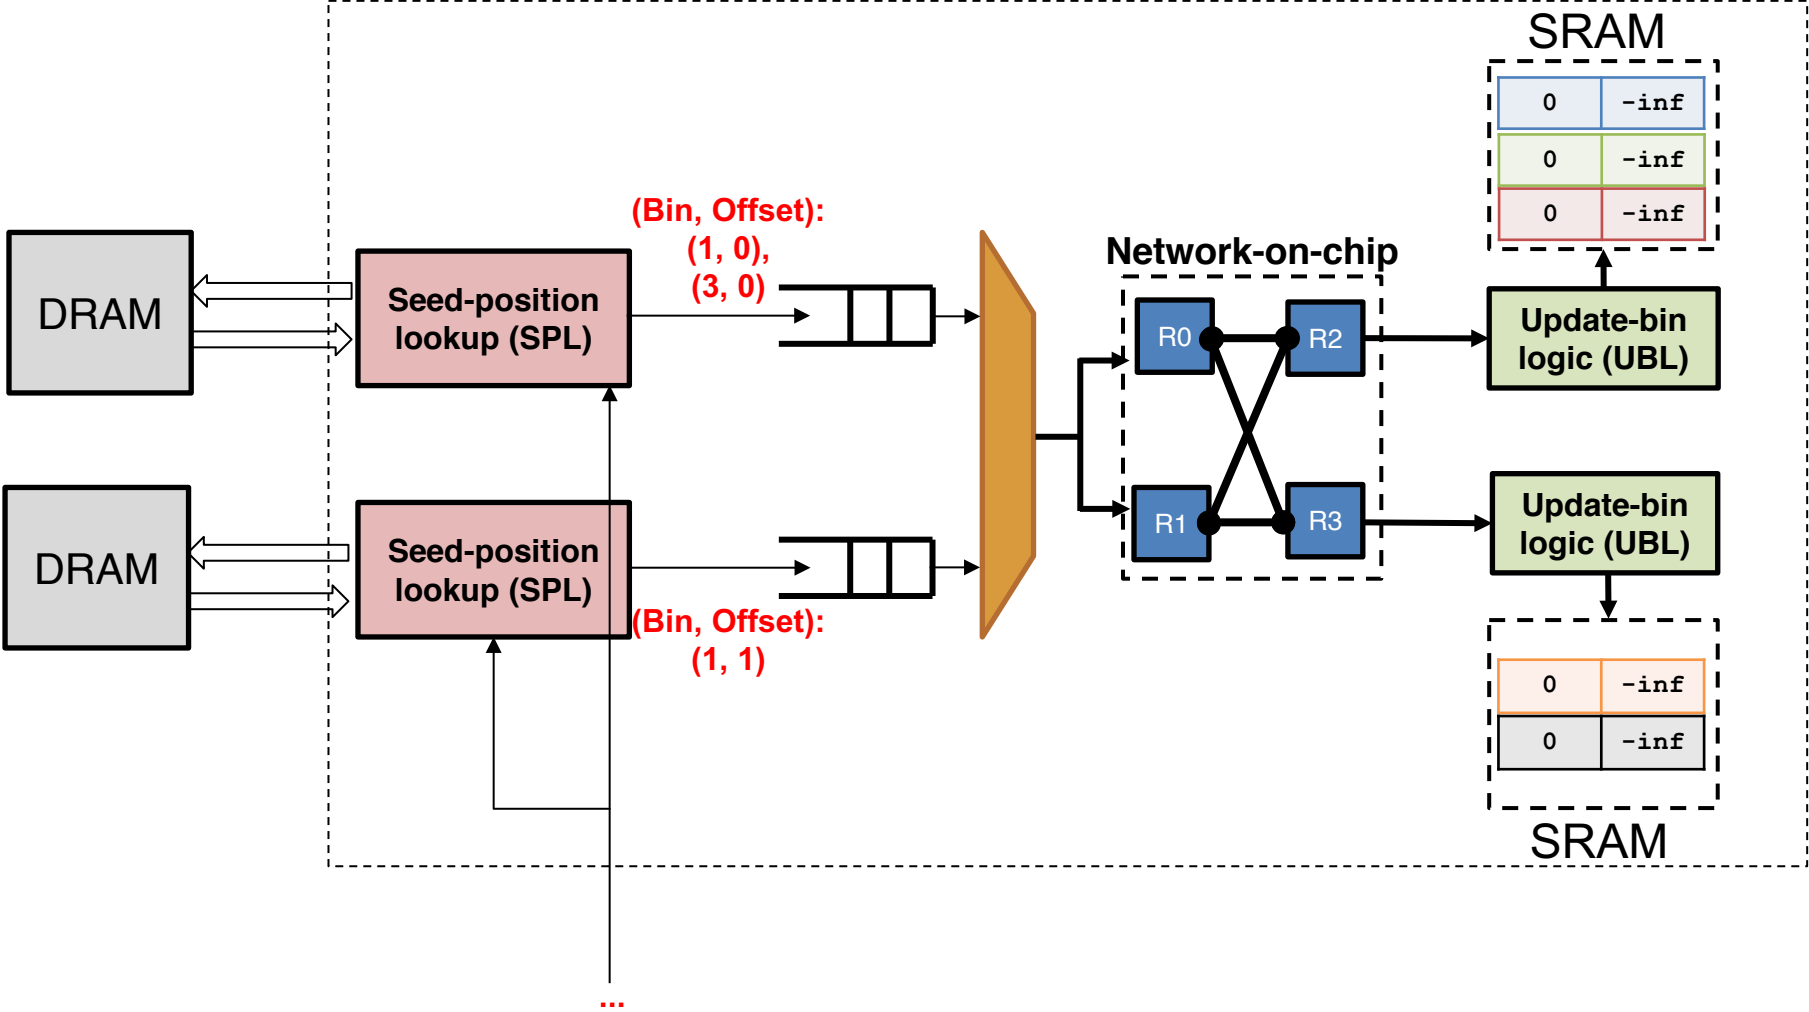 SRAM
0 -inf
0 -inf
0 -inf
(Bin, Offset):
(1, 0),
(3, 0)
Network-on-chip
DRAM
Seed-position
lookup (SPL)
R0
R2
Update-bin
logic (UBL)
DRAM
Seed-position
lookup (SPL)
R1
R3
Update-bin
logic (UBL)
(Bin, Offset):
(1, 1)
0 -inf
0 -inf
SRAM
...